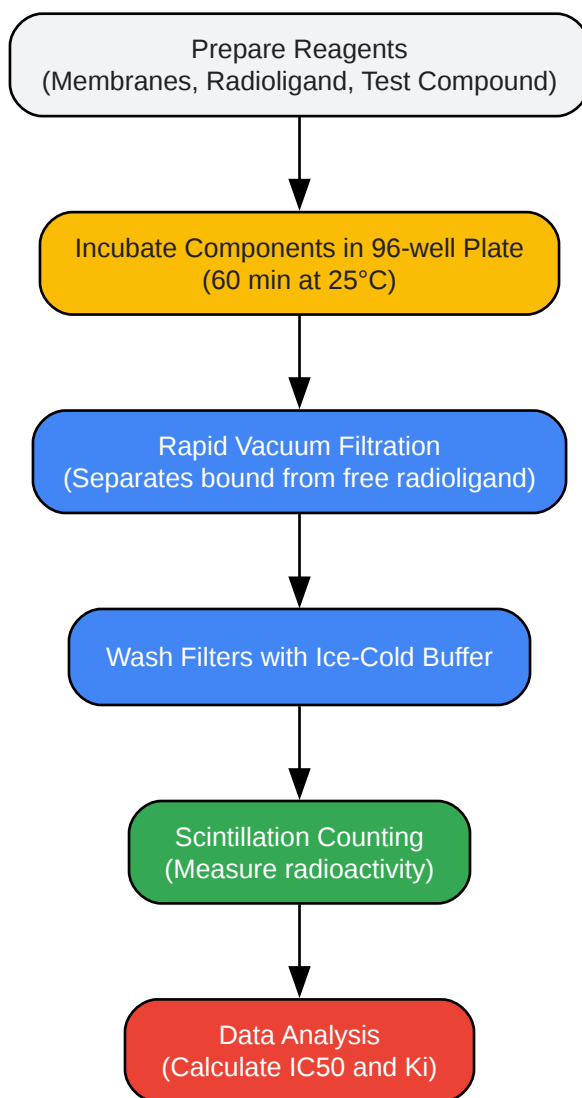 Prepare Reagents
(Membranes, Radioligand, Test Compound)
Incubate Components in 96-well Plate
(60 min at 25°C)
Rapid Vacuum Filtration
(Separates bound from free radioligand)
Wash Filters with Ice-Cold Buffer
Scintillation Counting
(Measure radioactivity)
Data Analysis
(Calculate IC50 and Ki)